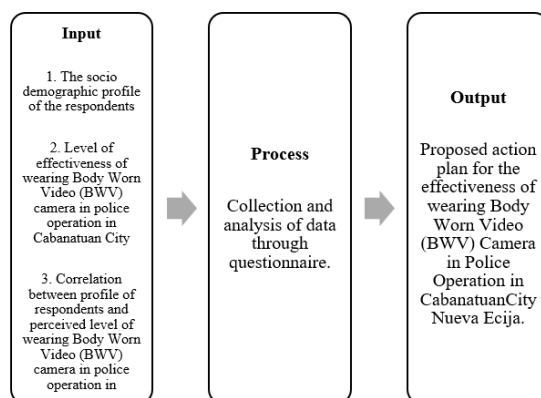 Input
1. The socio
demographic profile
of the respondents
2. Level of
effectiveness of
wearing Body Worn
Video (BWV)
camera in police
operation in
Cabanatuan City
3. Correlation
between profile of
respondents and
perceived level of
wearing Body Worn
Video (BWV)
camera in police
operation in
Process
Collection and
analysis of data
through
questionnaire.
Output
Proposed action
plan for the
effectiveness of
wearing Body
Worn Video
(BWV) Camera
in Police
Operation in
CabanatuanCity
Nueva Ecija.